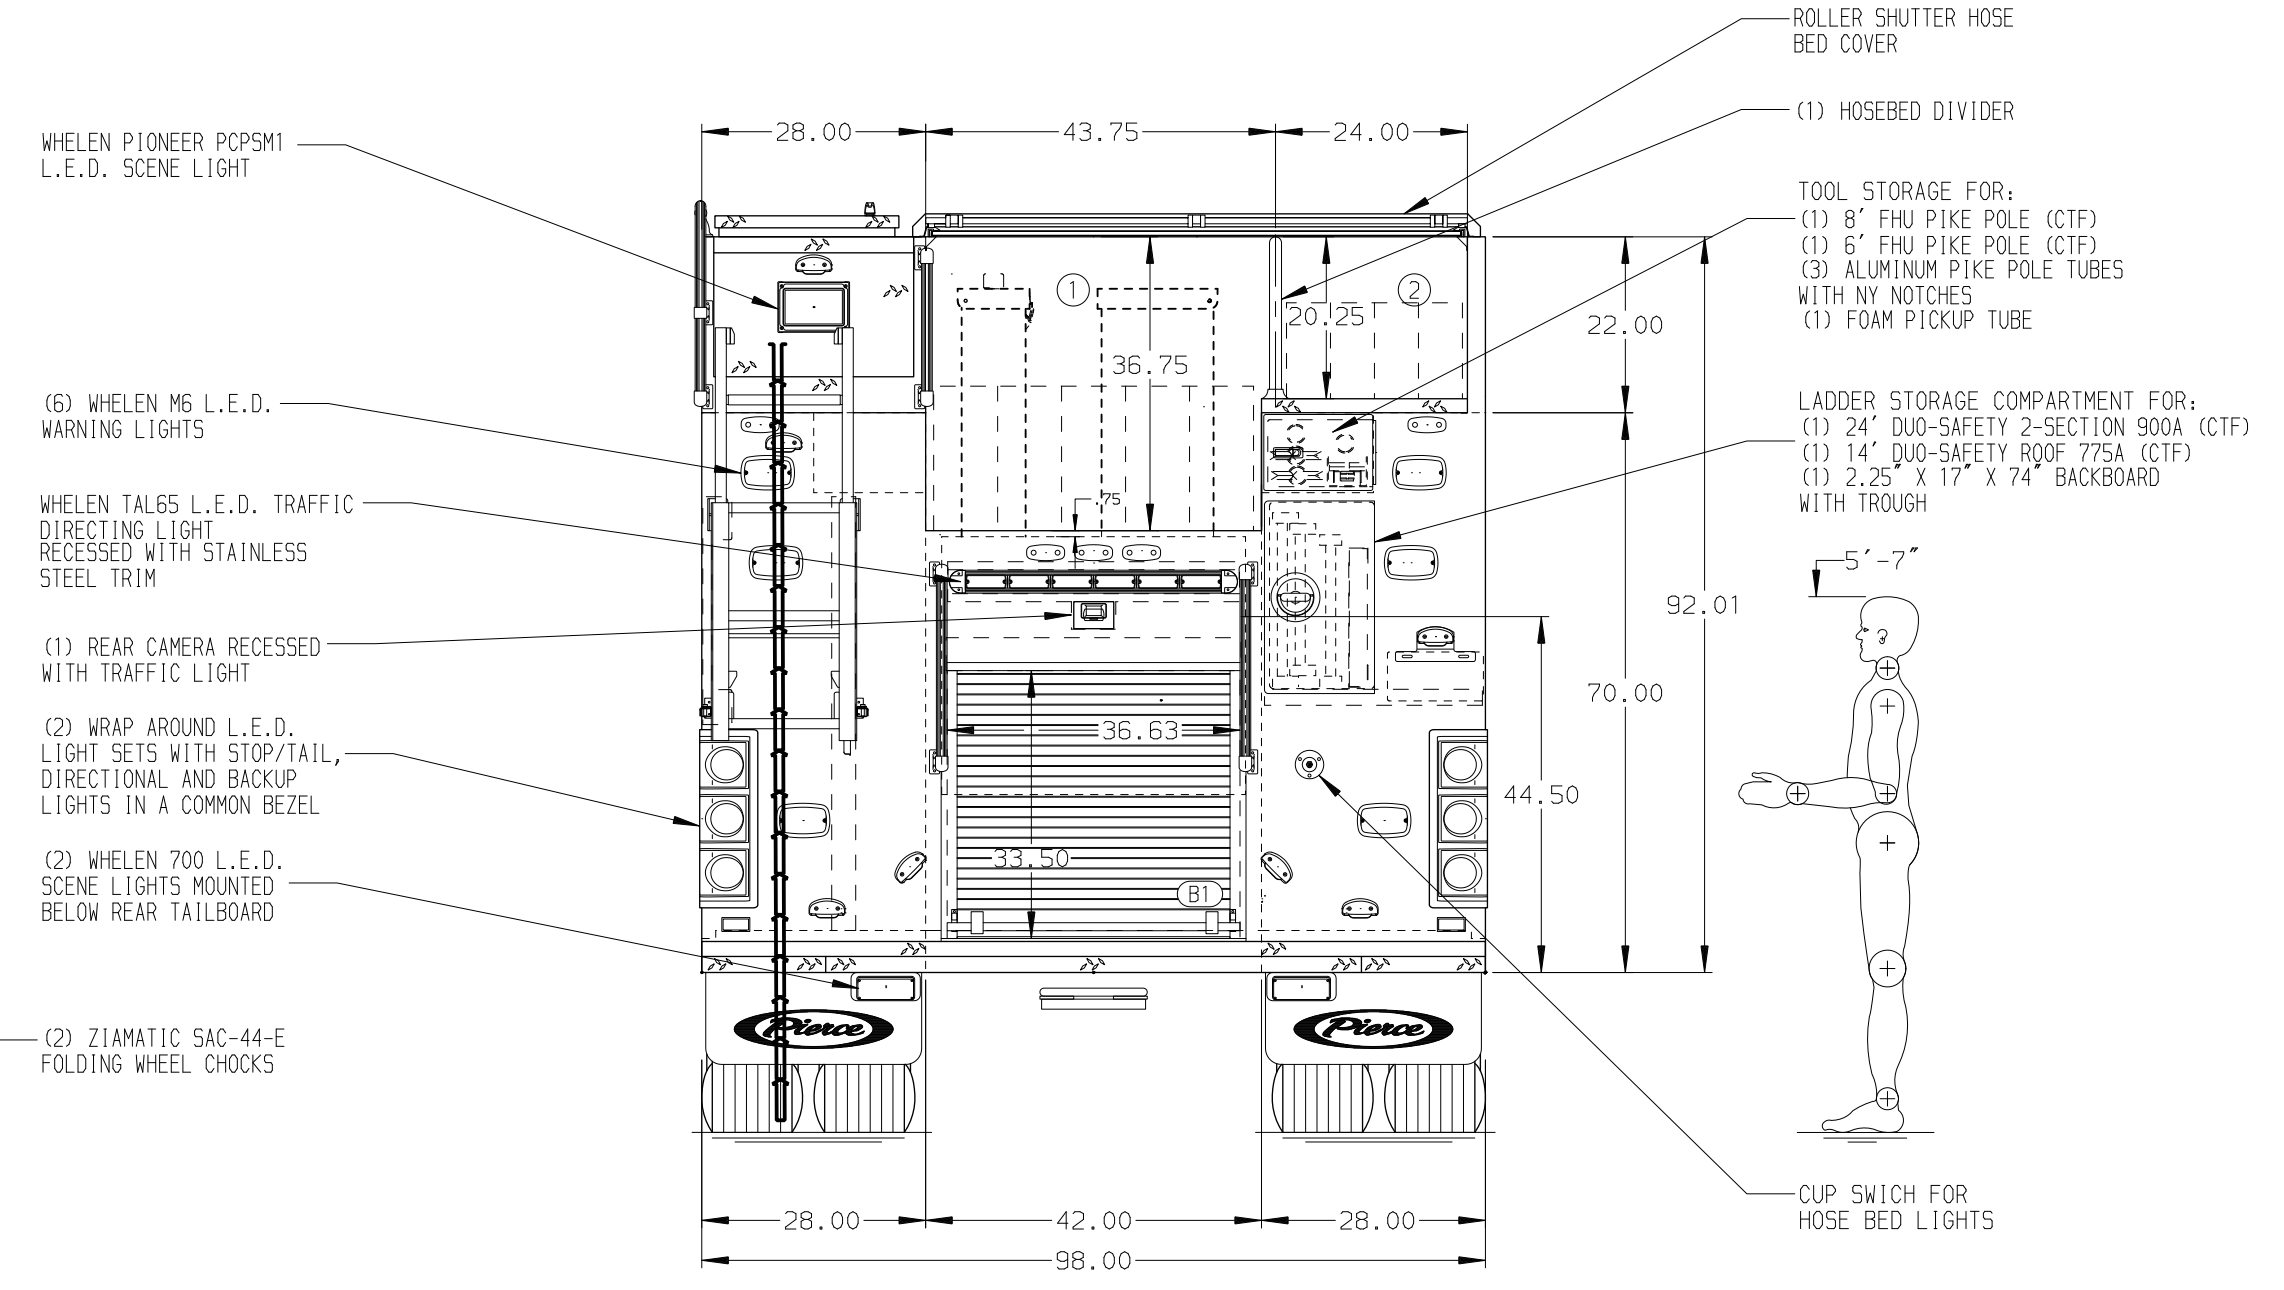 ROLLER SHUTTER HOSE
BED COVER
(1) HOSEBED DIVIDER
28.00
43.75
24.00
WHELEN PIONEER PCPSM1
L.E.D. SCENE LIGHT
TOOL STORAGE FOR:
(1) 8' FHU PIKE POLE (CTF)
(1) 6' FHU PIKE POLE (CTF)
(3) ALUMINUM PIKE POLE TUBES
WITH NY NOTCHES
(1) FOAM PICKUP TUBE
1
2
20.25
22.00
36.75
(6) WHELEN M6 L.E.D.
WARNING LIGHTS
LADDER STORAGE COMPARTMENT FOR:
(1) 24' DUO-SAFETY 2-SECTION 900A (CTF)
(1) 14' DUO-SAFETY ROOF 775A (CTF)
(1) 2.25" X 17" X 74" BACKBOARD
WITH TROUGH
WHELEN TAL65 L.E.D. TRAFFIC
DIRECTING LIGHT
RECESSED WITH STAINLESS
STEEL TRIM
.75
5'-7"
92.01
(1) REAR CAMERA RECESSED
WITH TRAFFIC LIGHT
70.00
(2) WRAP AROUND L.E.D.
LIGHT SETS WITH STOP/TAIL,
DIRECTIONAL AND BACKUP
LIGHTS IN A COMMON BEZEL
36.63
44.50
33.50
B1
(2) WHELEN 700 L.E.D.
SCENE LIGHTS MOUNTED
BELOW REAR TAILBOARD
Pierce
Pierce
(2) ZIAMATIC SAC-44-E
FOLDING WHEEL CHOCKS
CUP SWICH FOR
HOSE BED LIGHTS
28.00
42.00
28.00
98.00